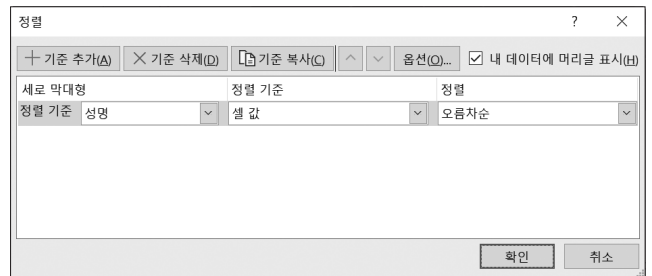 정렬 ? ×
기준 추가(A) 기준 삭제(D) 기준 복사(C) 옵션(O)... 내 데이터에 머리글 표시(H)
세로 막대형 정렬 기준 정렬
정렬 기준 성명 셀 값 오름차순
확인 취소